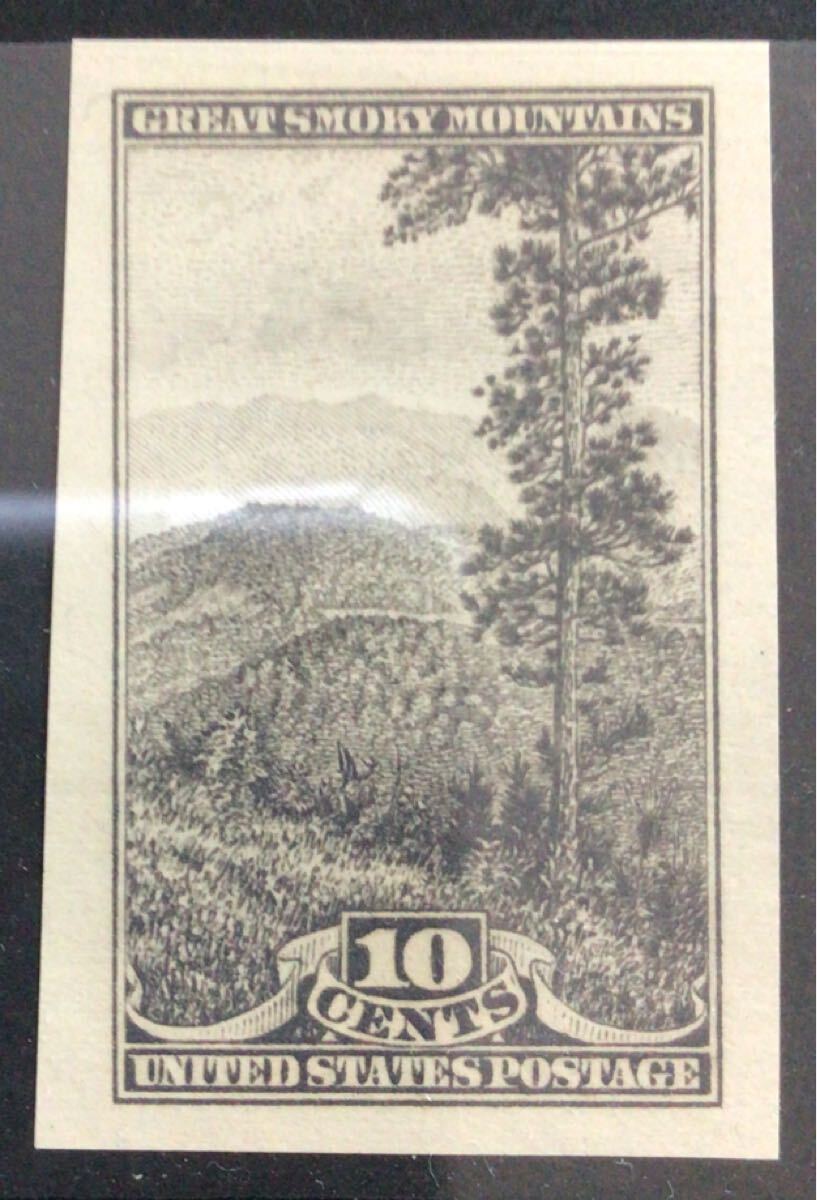 GREAT SMOKY MOUNTAINS
10
CENTS
UNITED STATES POSTAGE